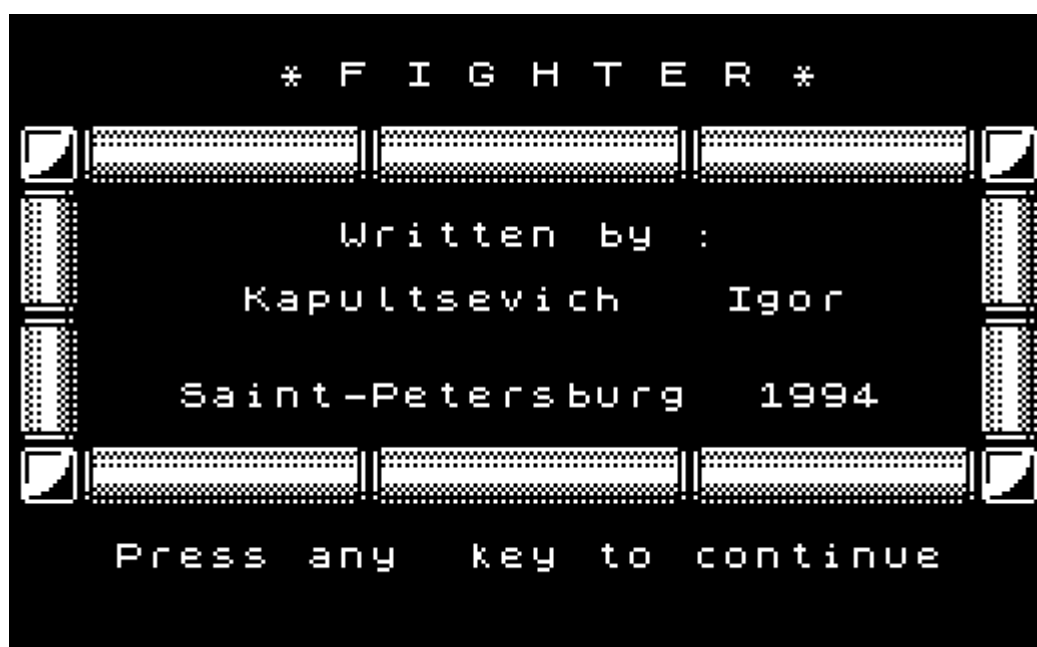 * F I G H T E R *
Written by :
Kapultsevich Igor
Saint-Petersburg 1994
Press any key to continue